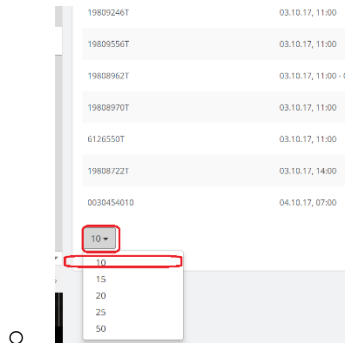 19809246T 03.10.17, 11:00
19809556T 03.10.17, 11:00
19808962T 03.10.17, 11:00 -
19808970T 03.10.17, 11:00
6126550T 03.10.17, 11:00
19808722T 03.10.17, 14:00
0030454010 04.10.17, 07:00
10
10
15
20
25
50